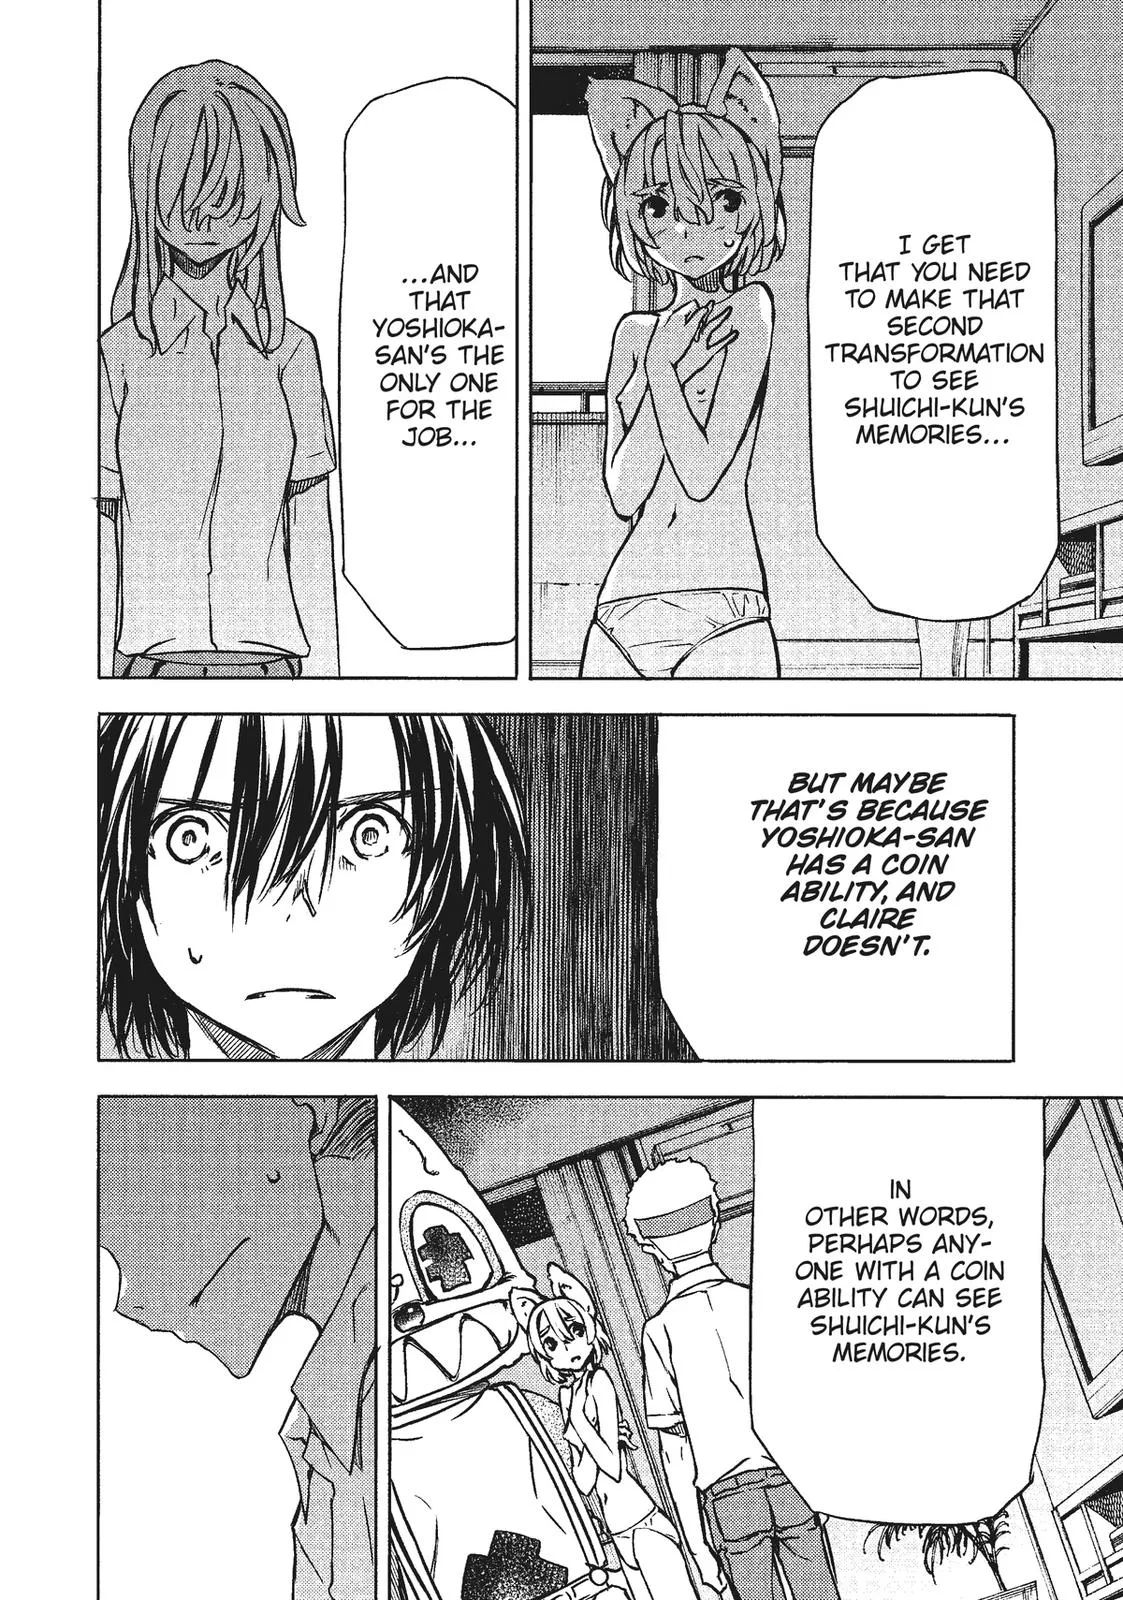 I GET
THAT YOU NEED
TO MAKE THAT
SECOND
TRANSFORMATION
TO SEE
SHUICHI-KUN'S
MEMORIES...
...AND
THAT
YOSHIOKA-
SAN'S THE
ONLY ONE
FOR THE
JOB...
BUT MAYBE
THAT'S BECAUSE
YOSHIOKA-SAN
HAS A COIN
ABILITY, AND
CLAIRE
DOESN'T.
IN
OTHER WORDS,
PERHAPS ANY-
ONE WITH A COIN
ABILITY CAN SEE
SHUICHI-KUN'S
MEMORIES.